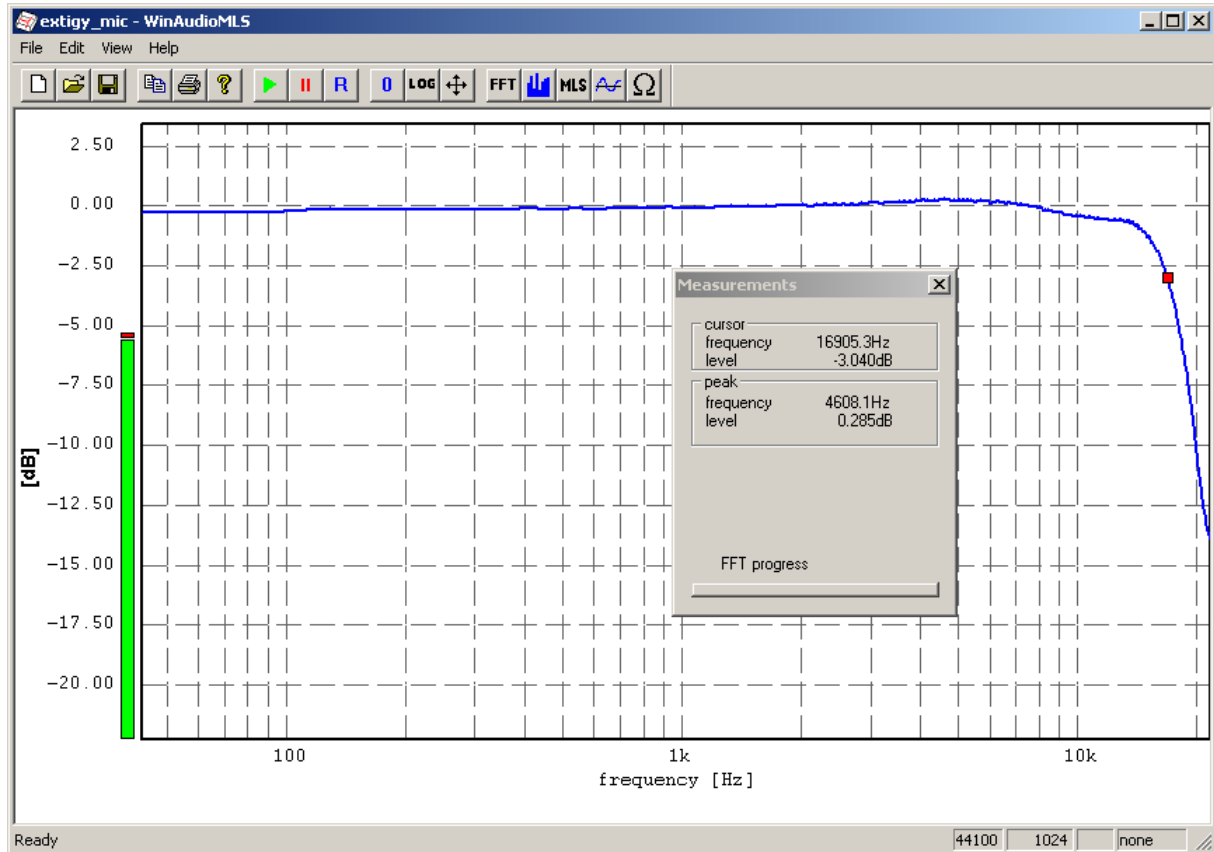 extigy_mic - WinAudioMLS
File Edit View Help
R 0 LOG FFT MLS Ω
2.50
0.00
-2.50
-5.00
-7.50
-10.00
-12.50
-15.00
-17.50
-20.00
[dB]
Measurements
cursor
frequency 16905.3Hz
level -3.040dB
peak
frequency 4608.1Hz
level 0.285dB
FFT progress
100 1k 10k
frequency [Hz]
Ready 44100 1024 none